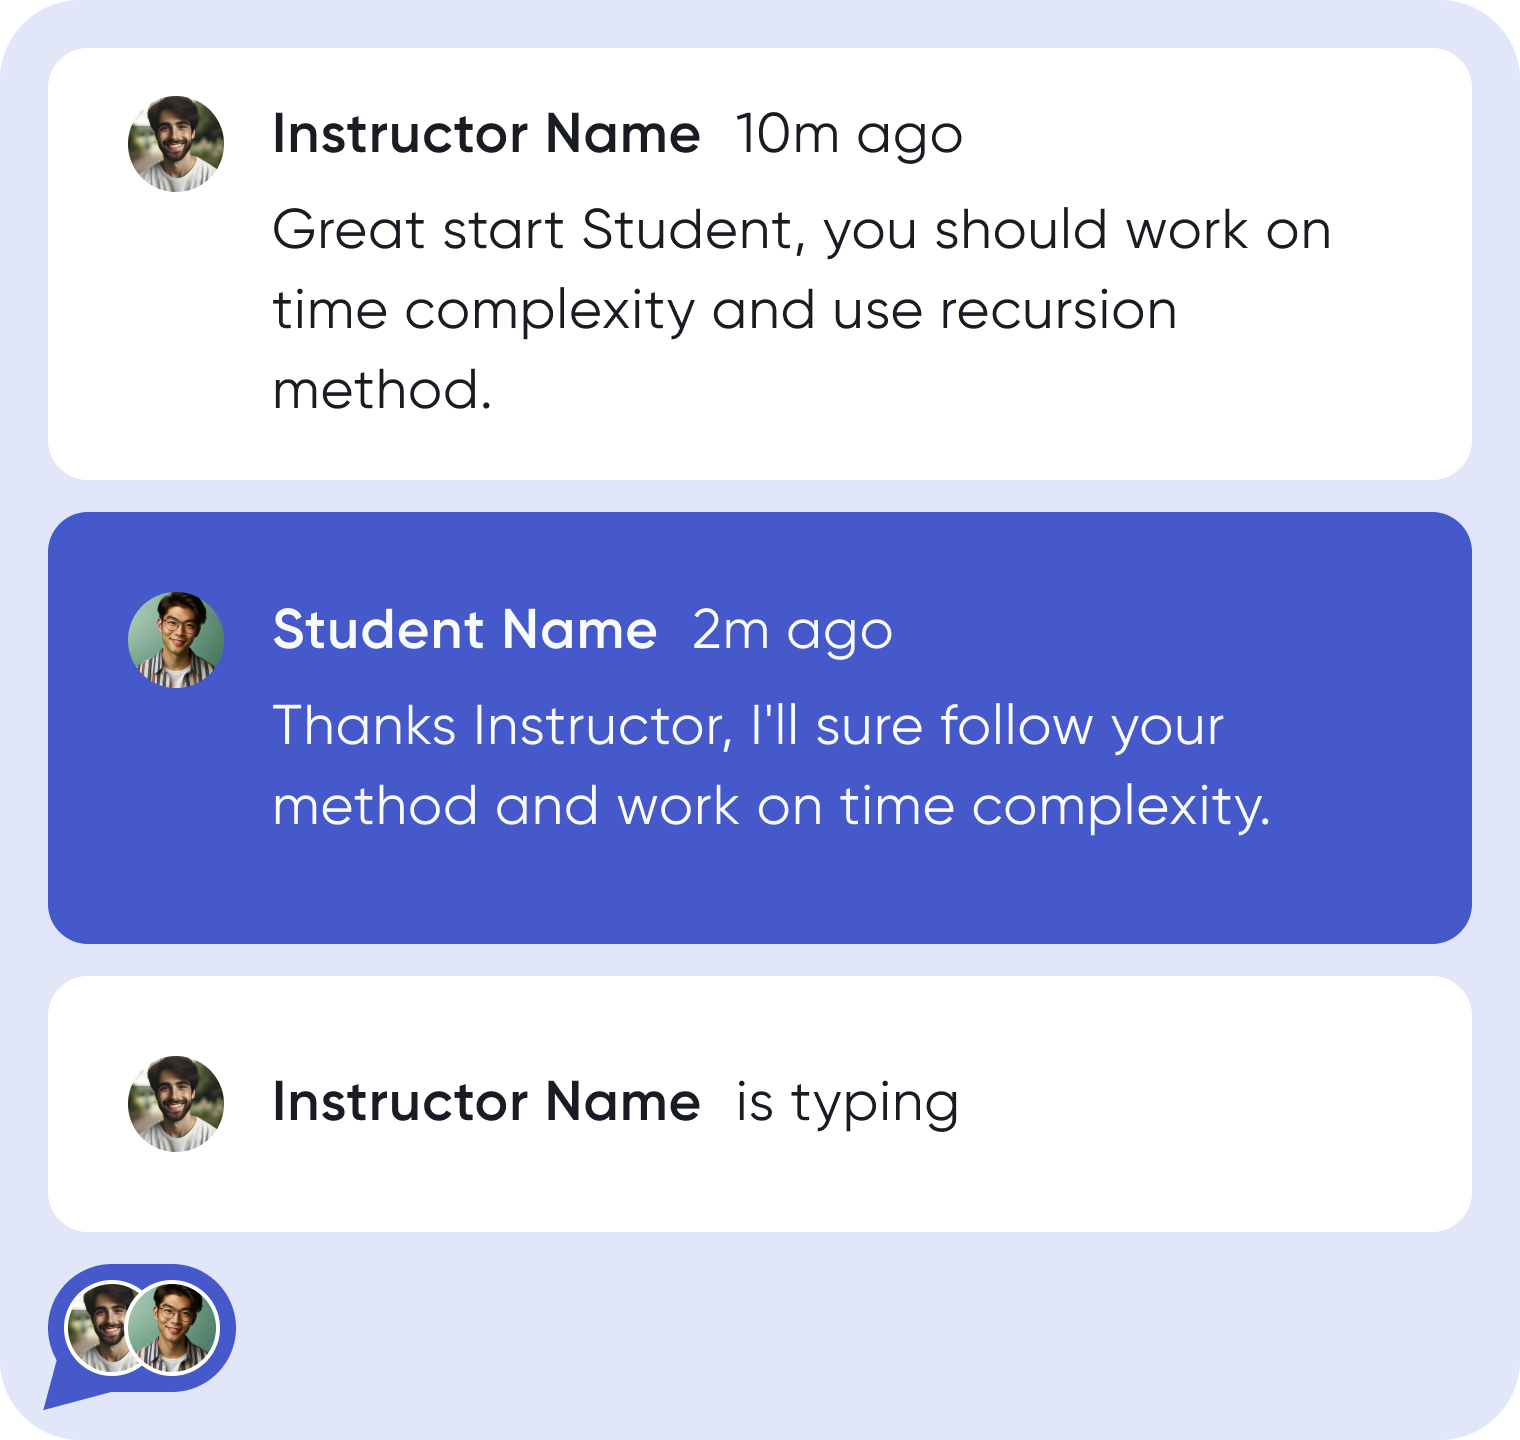 Instructor Name 10m ago
Great start Student, you should work on
time complexity and use recursion
method.
Student Name 2m ago
Thanks Instructor, I'll sure follow your
method and work on time complexity.
Instructor Name is typing